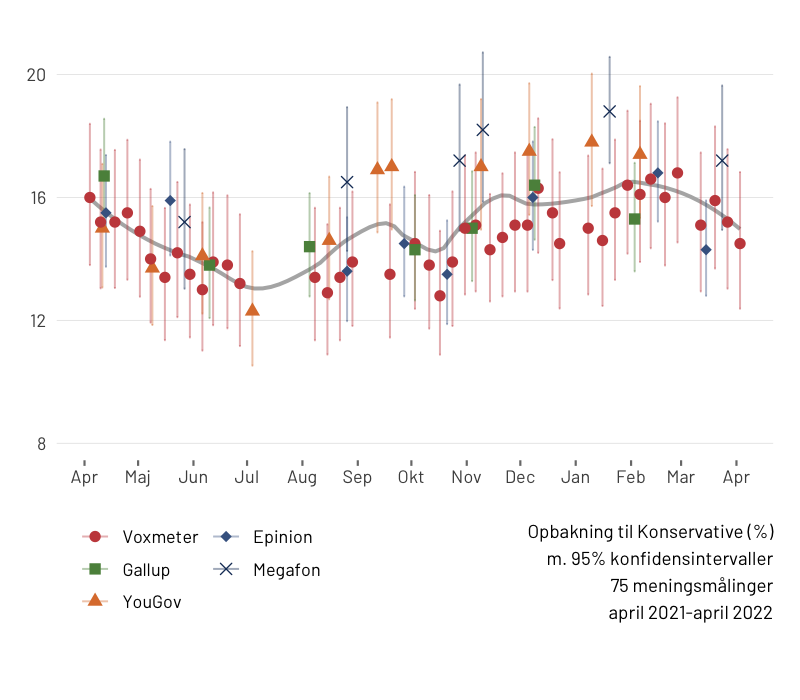 20
16
12
8
Apr Maj Jun Jul Aug Sep Okt Nov Dec Jan Feb Mar Apr
Voxmeter Epinion
Gallup Megafon
YouGov
Opbakning til Konservative (%)
m. 95% konfidensintervaller
75 meningsmålinger
april 2021-april 2022